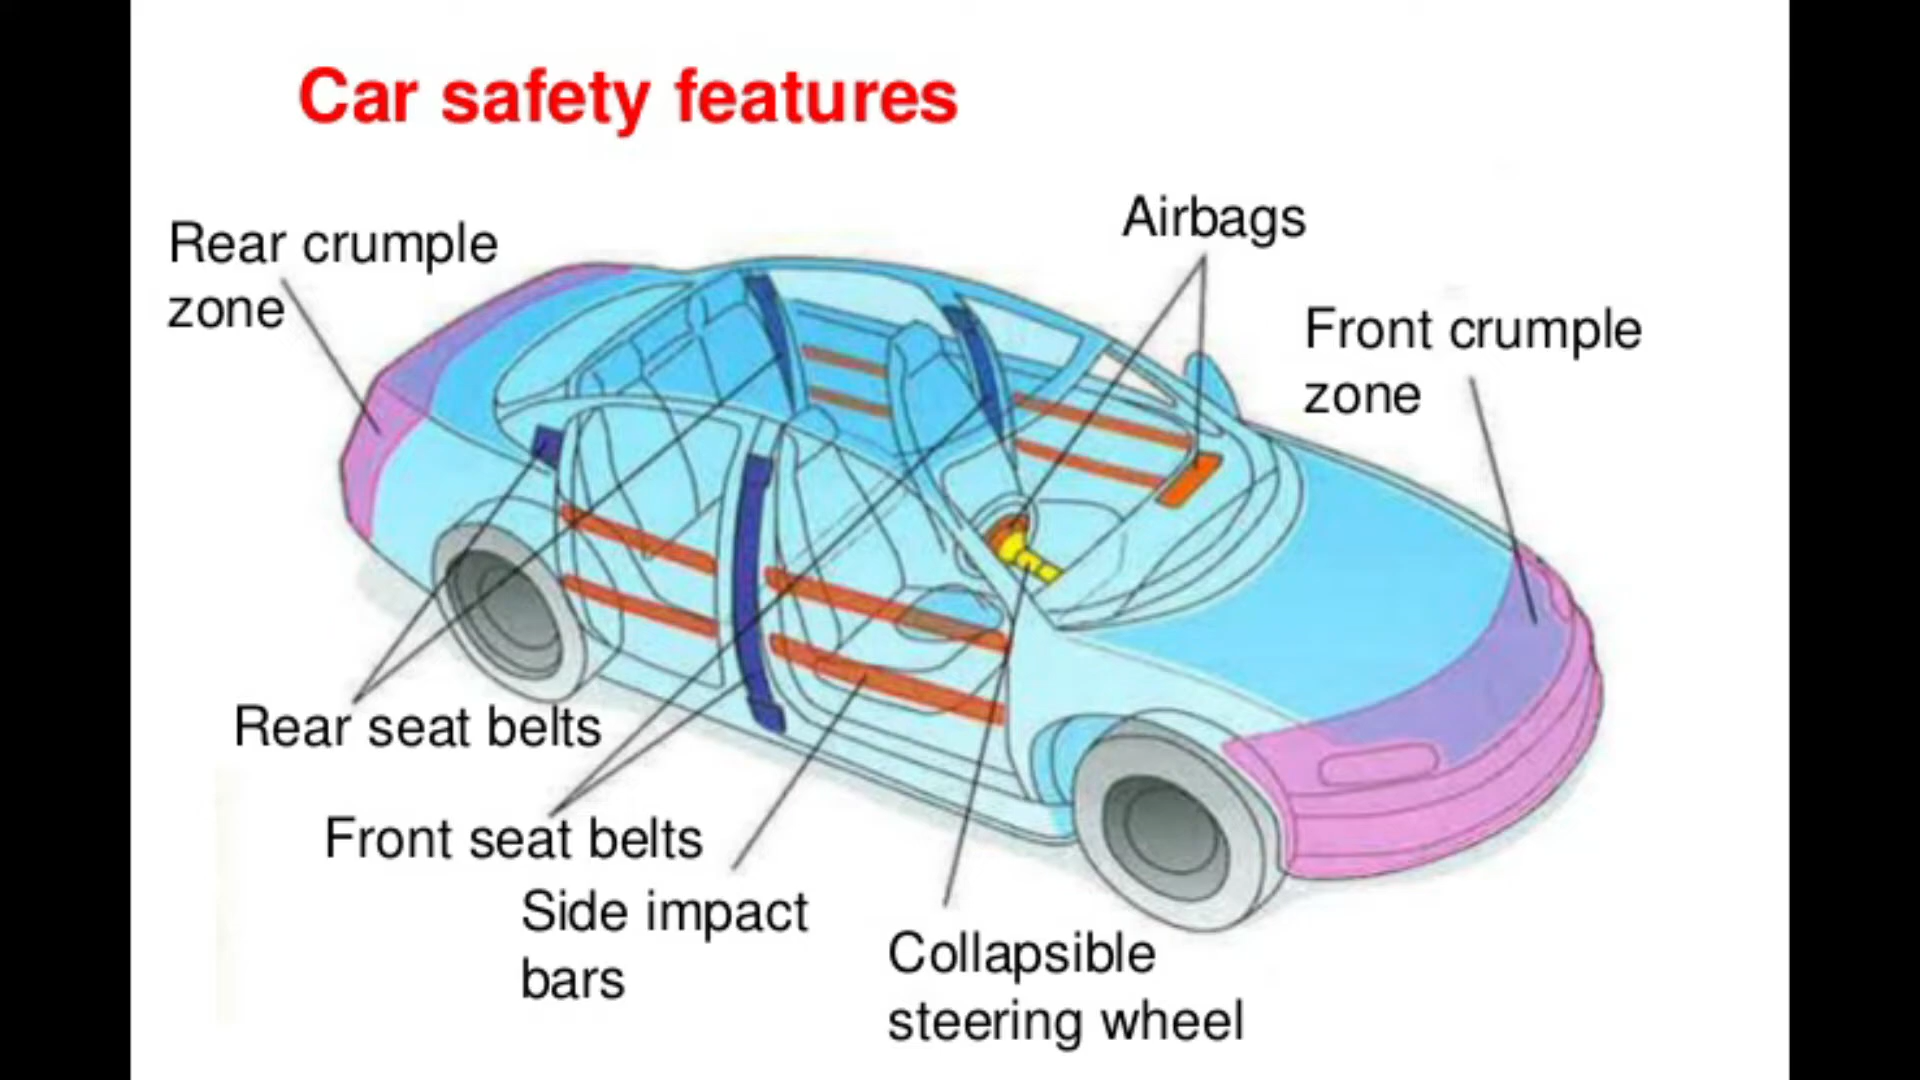 Car safety features
Rear crumple
zone
Airbags
Front crumple
zone
Rear seat belts
Front seat belts
Side impact
bars
Collapsible
steering wheel